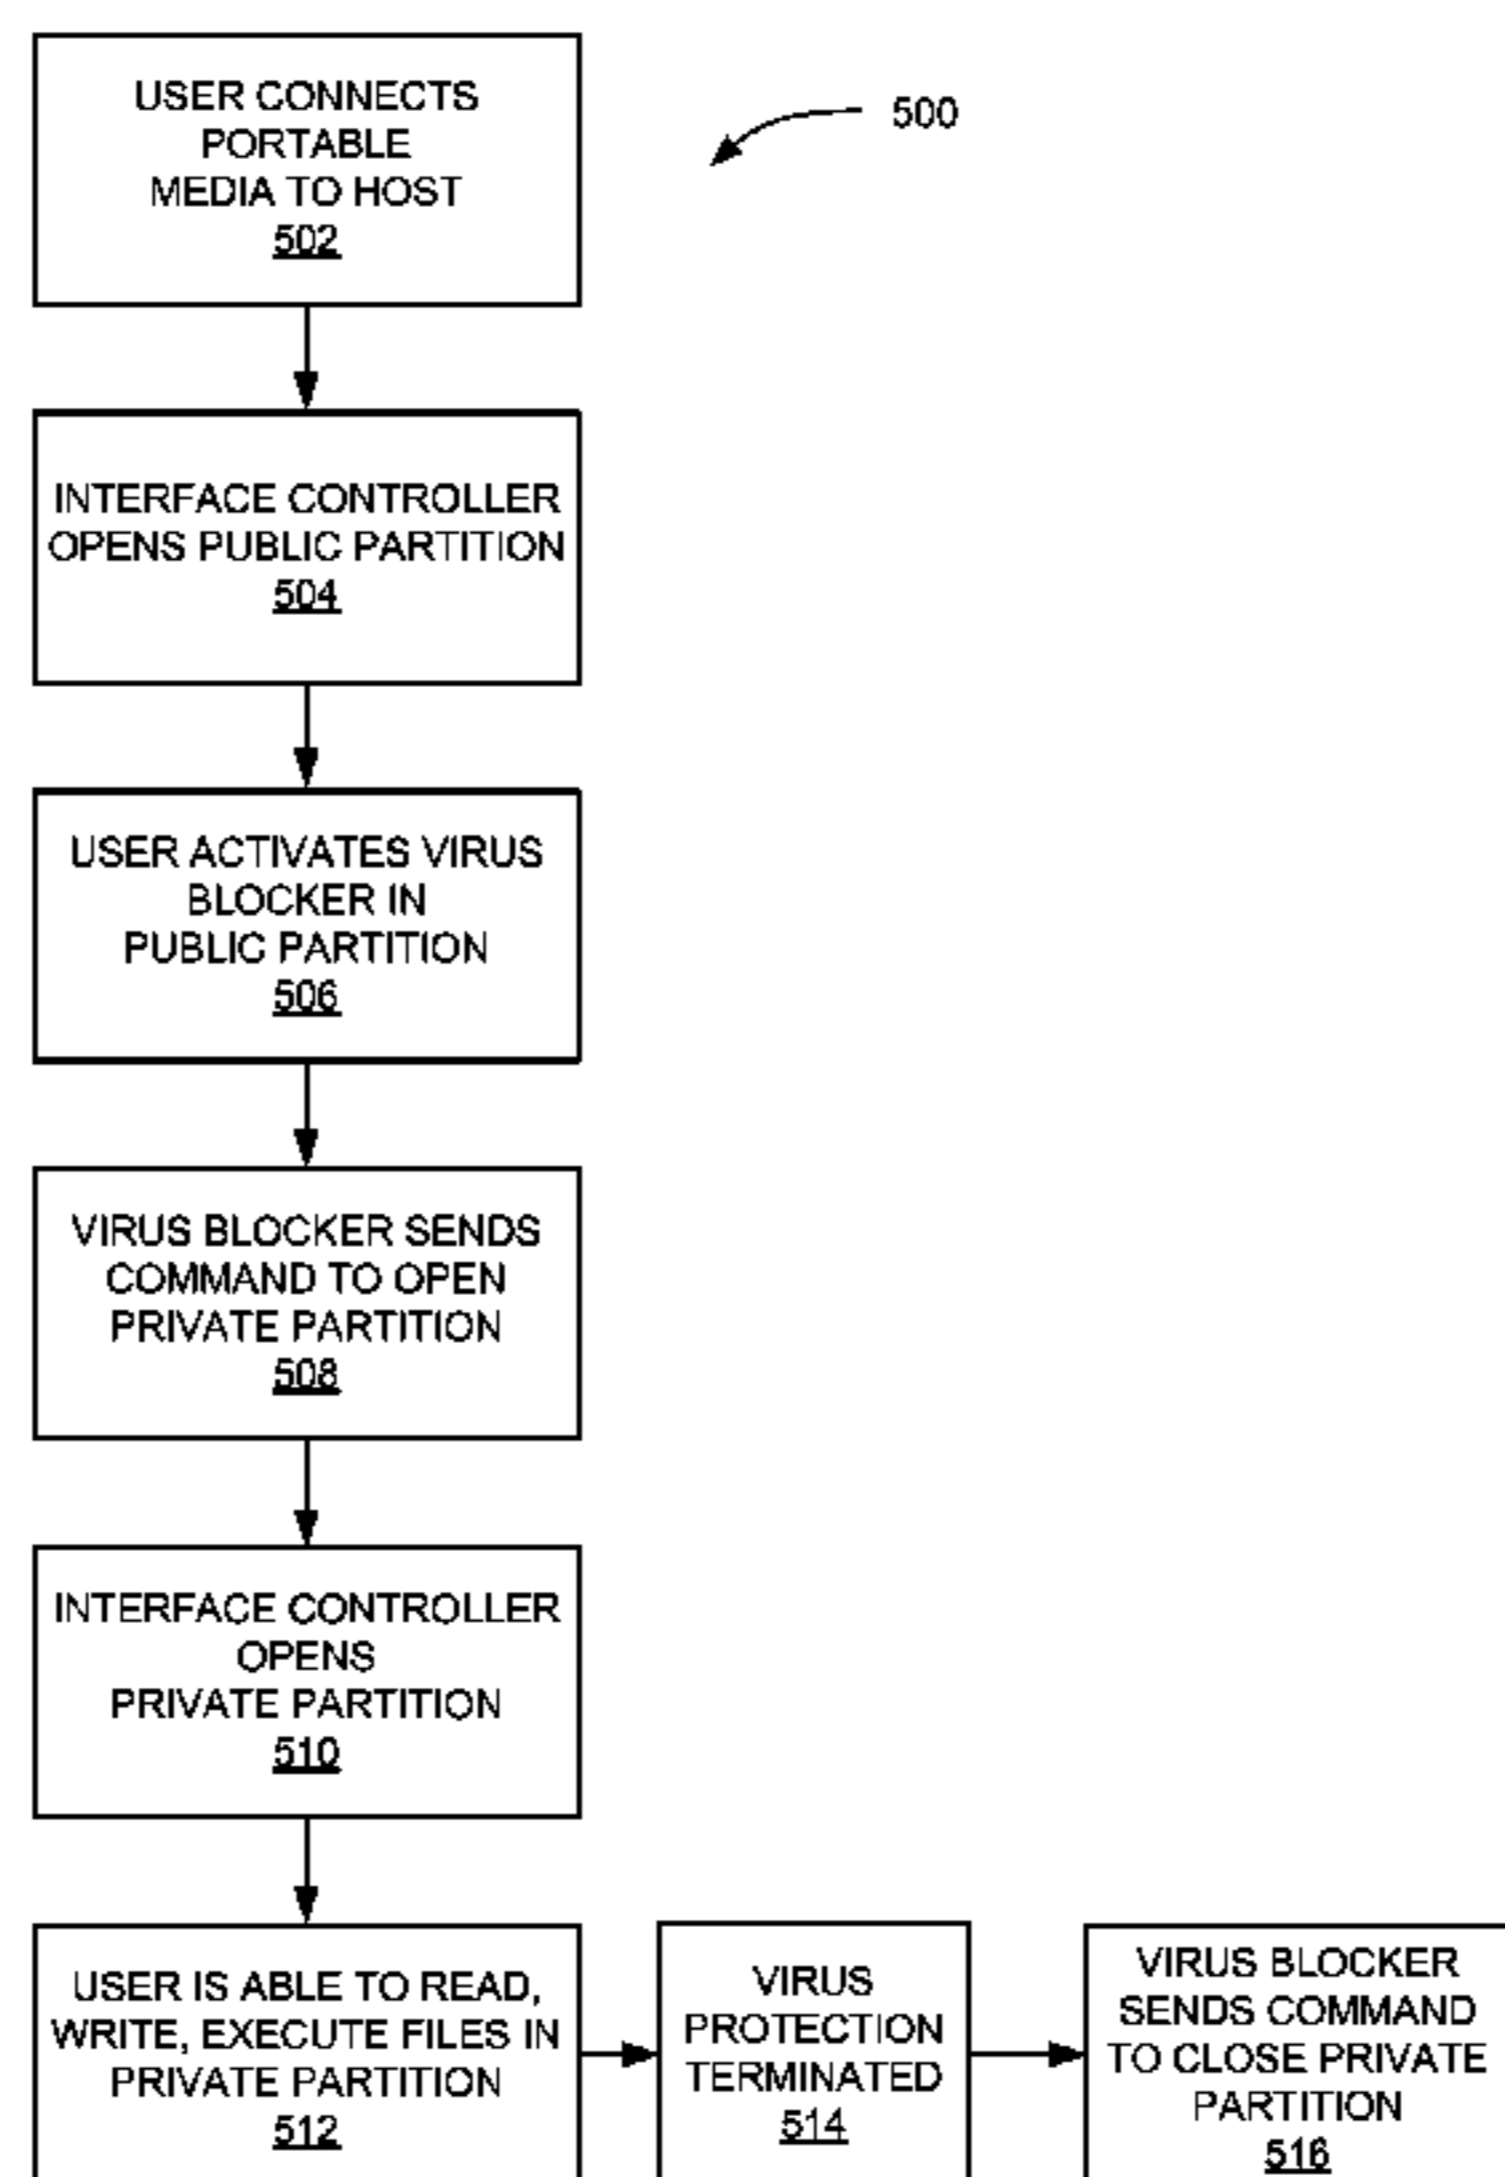 USER CONNECTS
PORTABLE
MEDIA TO HOST
502
500
INTERFACE CONTROLLER
OPENS PUBLIC PARTITION
504
USER ACTIVATES VIRUS
BLOCKER IN
PUBLIC PARTITION
506
VIRUS BLOCKER SENDS
COMMAND TO OPEN
PRIVATE PARTITION
508
INTERFACE CONTROLLER
OPENS
PRIVATE PARTITION
510
USER IS ABLE TO READ,
WRITE, EXECUTE FILES IN
PRIVATE PARTITION
512
VIRUS
PROTECTION
TERMINATED
514
VIRUS BLOCKER
SENDS COMMAND
TO CLOSE PRIVATE
PARTITION
516